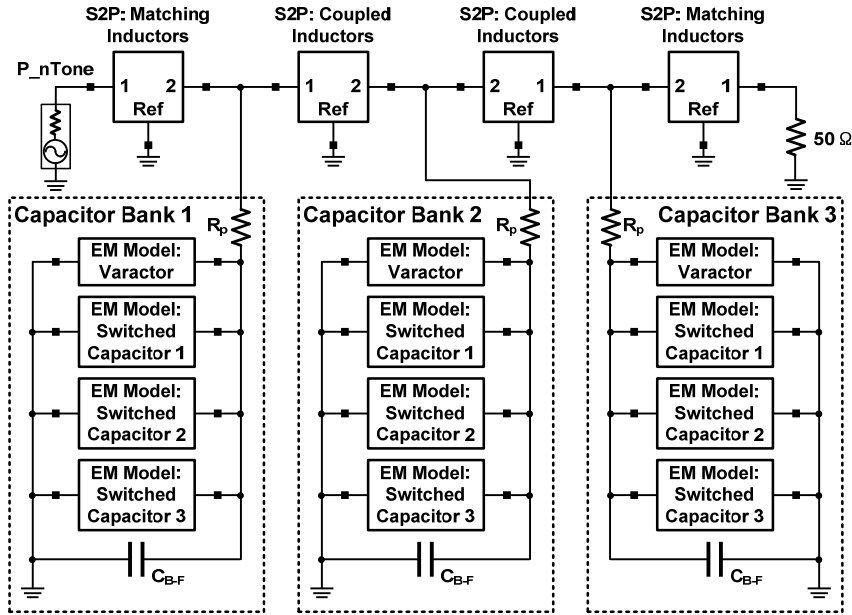 S2P: Matching Inductors
S2P: Coupled Inductors
S2P: Coupled Inductors
S2P: Matching Inductors
P_nTone
1 2
Ref
1 2
Ref
2 1
Ref
2 1
Ref
50 Ω
Capacitor Bank 1
Rp
EM Model:
Varactor
EM Model:
Switched
Capacitor 1
EM Model:
Switched
Capacitor 2
EM Model:
Switched
Capacitor 3
CB-F
Capacitor Bank 2
Rp
EM Model:
Varactor
EM Model:
Switched
Capacitor 1
EM Model:
Switched
Capacitor 2
EM Model:
Switched
Capacitor 3
CB-F
Capacitor Bank 3
Rp
EM Model:
Varactor
EM Model:
Switched
Capacitor 1
EM Model:
Switched
Capacitor 2
EM Model:
Switched
Capacitor 3
CB-F